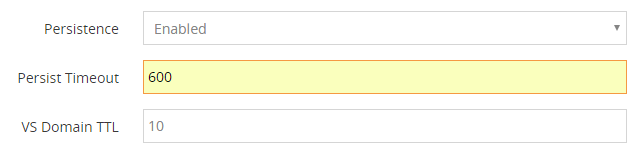 Persistence Enabled
Persist Timeout 600
VS Domain TTL 10